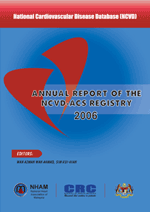 National Cardiovascular Disease Database (NCVD)
ANNUAL REPORT OF THE
NCVD-ACS REGISTRY
2006
EDITORS:
NHAM
CRC